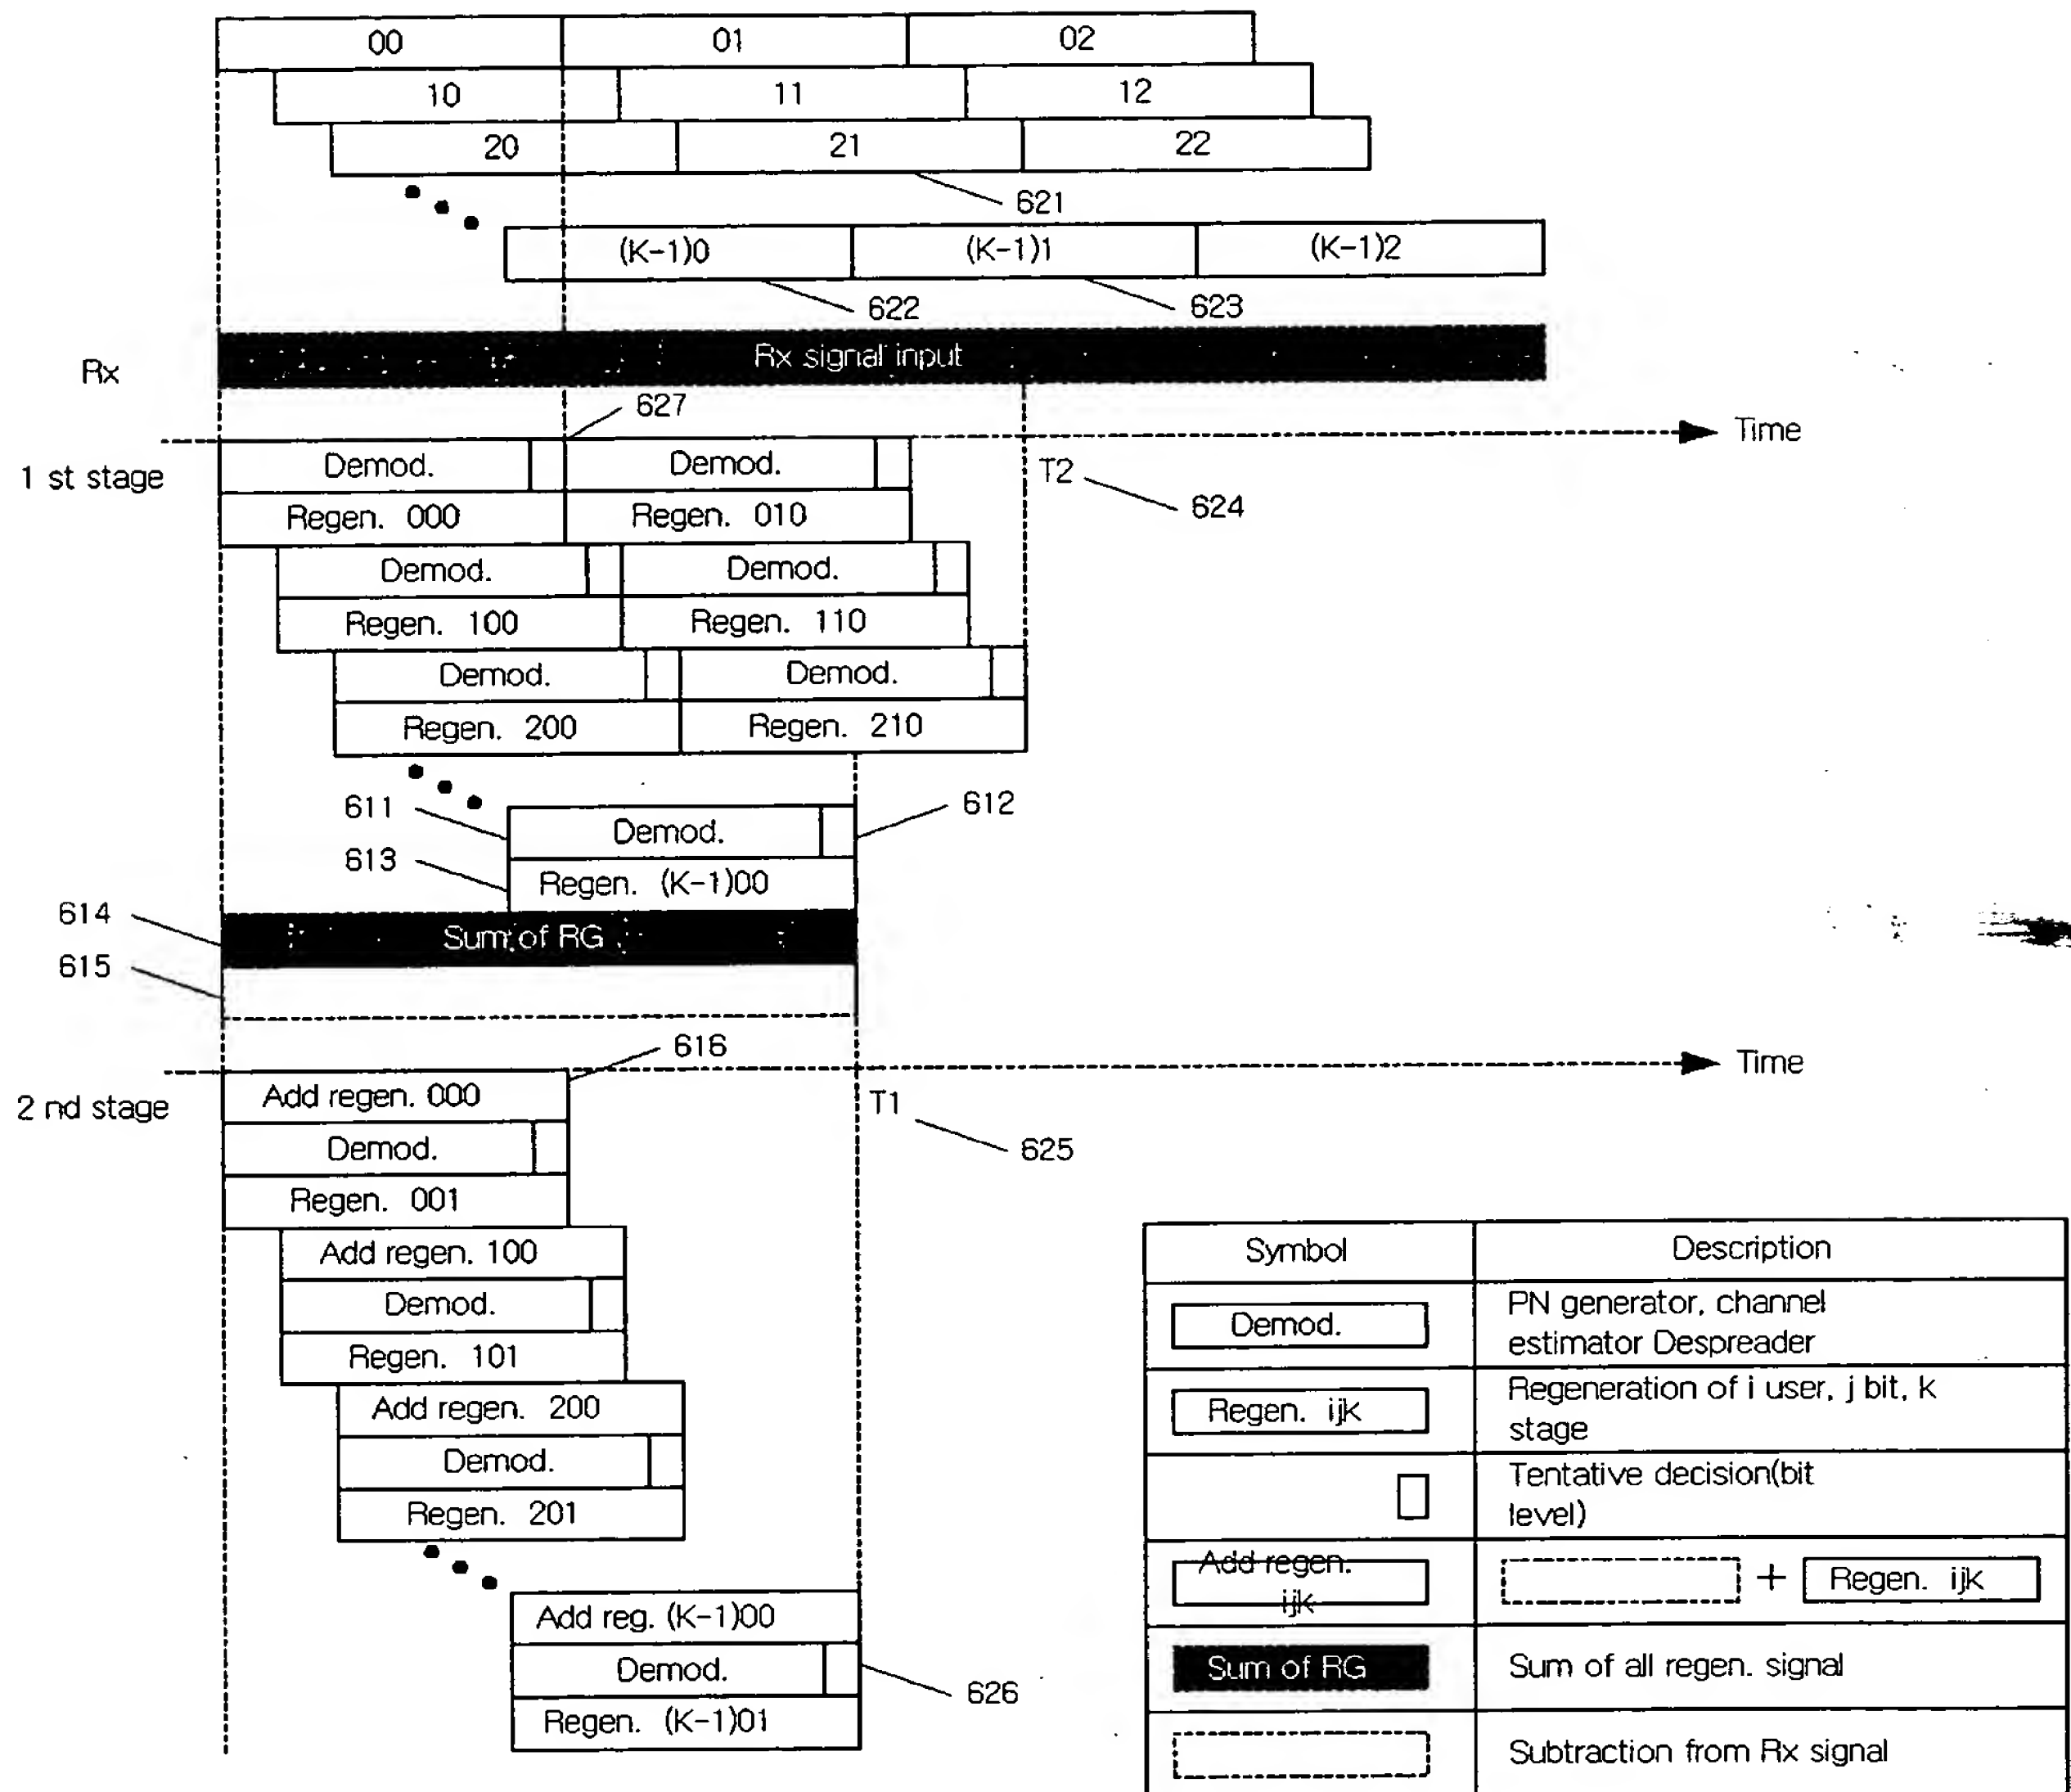 00 01 02
10 11 12
20 21 22
621
(K-1)0 (K-1)1 (K-1)2
622 623
Rx Rx signal input
627
Time
1 st stage Demod. Demod. T2
624
Regen. 000 Regen. 010
Demod. Demod.
Regen. 100 Regen. 110
Demod. Demod.
Regen. 200 Regen. 210
611 Demod. 612
613 Regen. (K-1)00
614 Sum of RG
615
616
Time
2 nd stage Add regen. 000 T1
Demod. 625
Regen. 001
Add regen. 100
Demod.
Regen. 101
Add regen. 200
Demod.
Regen. 201
Add reg. (K-1)00
Demod. 626
Regen. (K-1)01
Symbol Description
Demod. PN generator, channel
estimator Despreader
Regen. ijk Regeneration of i user, j bit, k
stage
Tentative decision(bit
level)
Add regen.
ijk + Regen. ijk
Sum of RG Sum of all regen. signal
Subtraction from Rx signal